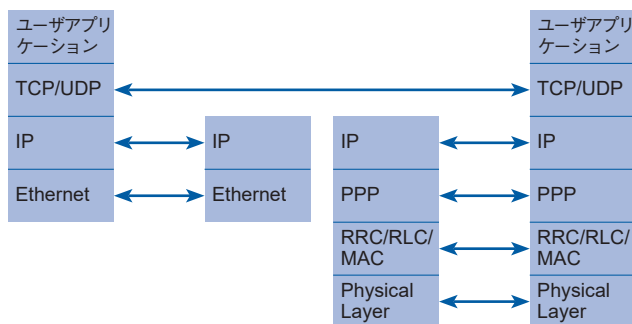 ユーザアプリ
ケーション
TCP/UDP
IP
Ethernet
IP
Ethernet
IP
PPP
RRC/RLC/
MAC
Physical
Layer
ユーザアプリ
ケーション
TCP/UDP
IP
PPP
RRC/RLC/
MAC
Physical
Layer